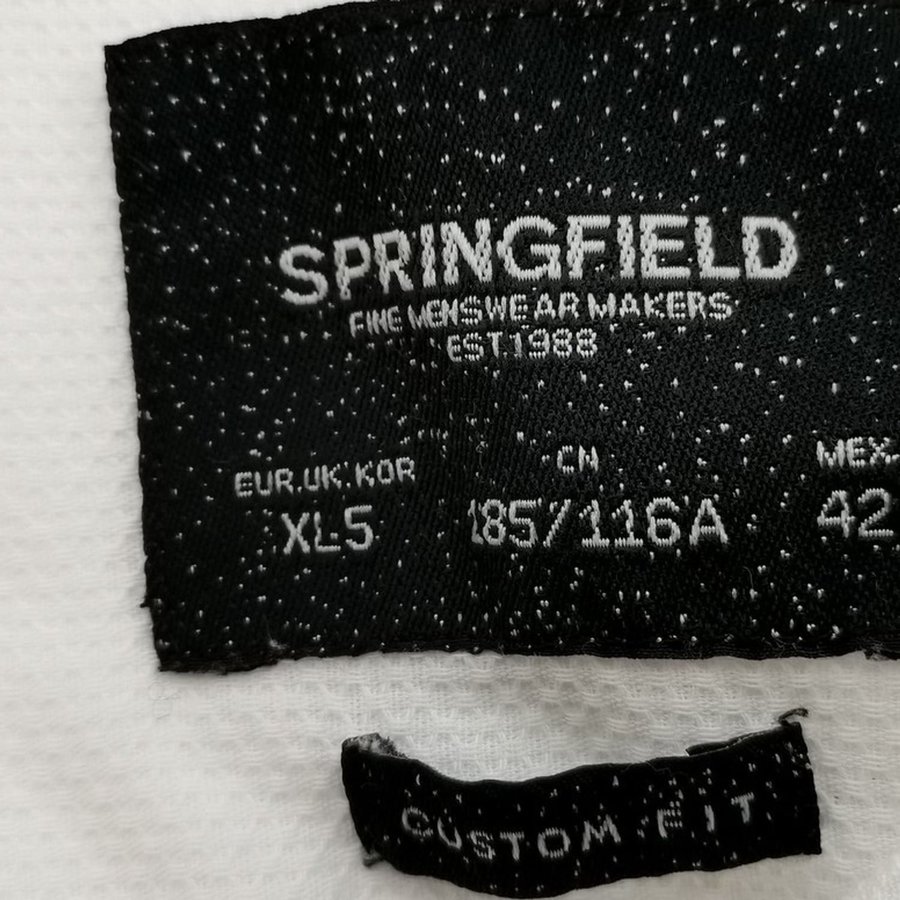 SPRINGFIELD
FINE MENSWEAR MAKERS
EST.1988
EUR.UK.KOR CN MEX.
XL5 185/116A 42
CUSTOM FIT